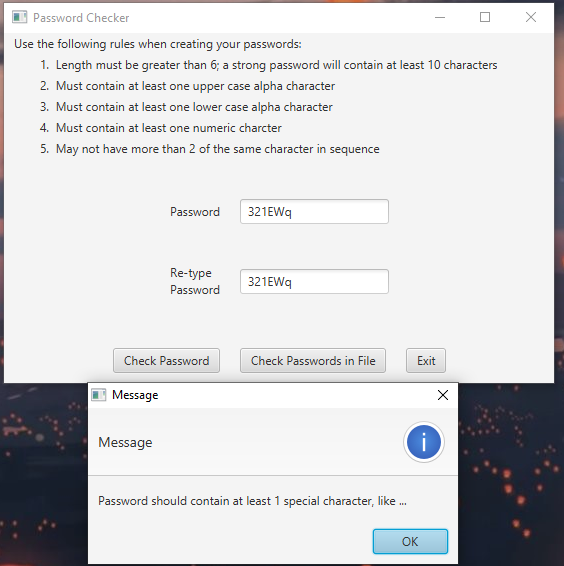 Password Checker
Use the following rules when creating your passwords:
1. Length must be greater than 6; a strong password will contain at least 10 characters
2. Must contain at least one upper case alpha character
3. Must contain at least one lower case alpha character
4. Must contain at least one numeric charcter
5. May not have more than 2 of the same character in sequence
Password 321EWq
Re-type
Password 321EWq
Check Password Check Passwords in File Exit
Message
Message
Password should contain at least 1 special character, like ...
OK